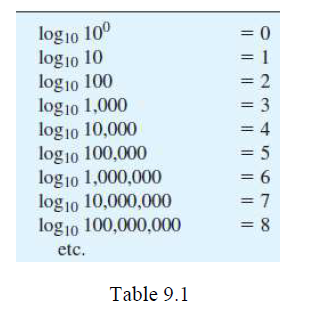 log₁₀ 10⁰ = 0
log₁₀ 10 = 1
log₁₀ 100 = 2
log₁₀ 1,000 = 3
log₁₀ 10,000 = 4
log₁₀ 100,000 = 5
log₁₀ 1,000,000 = 6
log₁₀ 10,000,000 = 7
log₁₀ 100,000,000 = 8
etc.
Table 9.1